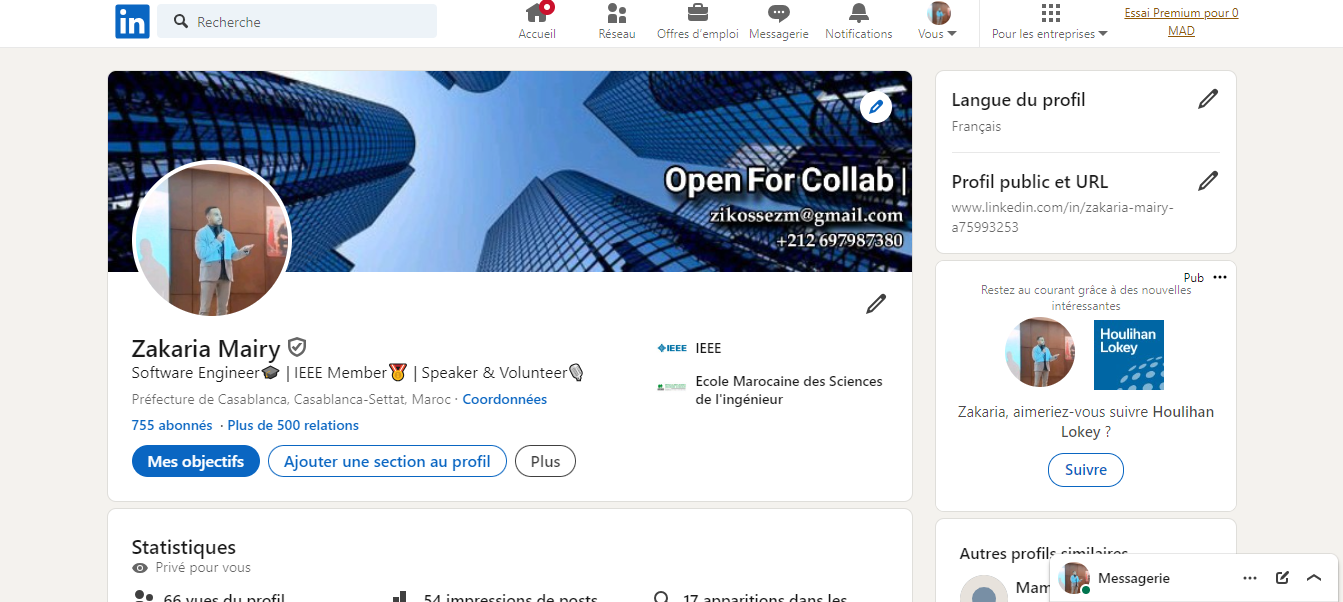 in
Recherche
Accueil
Réseau
Offres d'emploi
Messagerie
Notifications
Vous
Pour les entreprises
Essai Premium pour 0
MAD
Open For Collab |
zikossezm@gmail.com
+212 697987380
Zakaria Mairy
Software Engineer🎓 | IEEE Member🏅 | Speaker & Volunteer🎙
Préfecture de Casablanca, Casablanca-Settat, Maroc · Coordonnées
755 abonnés · Plus de 500 relations
Mes objectifs
Ajouter une section au profil
Plus
IEEE
IEEE
Ecole Marocaine des Sciences
de l'ingénieur
Statistiques
Privé pour vous
66 vues du profil
54 impressions de posts
17 apparitions dans les
Langue du profil
Français
Profil public et URL
www.linkedin.com/in/zakaria-mairy-
a75993253
Pub
Restez au courant grâce à des nouvelles
intéressantes
Houlihan
Lokey
Zakaria, aimeriez-vous suivre Houlihan
Lokey ?
Suivre
Autres profils similaires
Messagerie